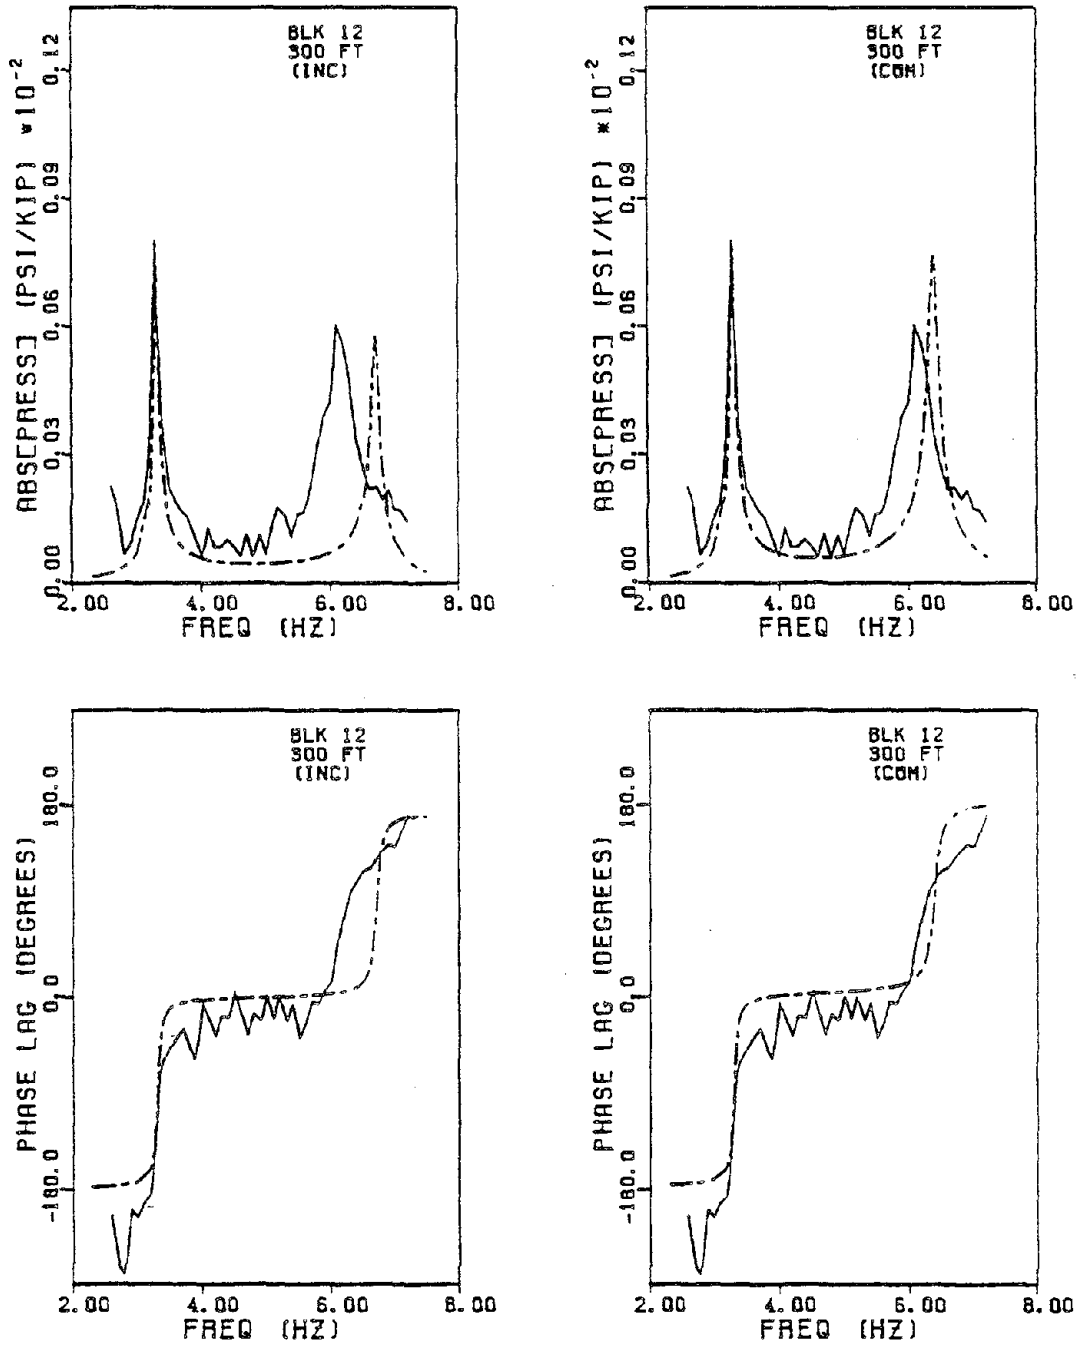 BLK 12
300 FT
(INC)
ABS[PRESS] (PSI/KIP) *10⁻²
0.12
0.09
0.06
0.03
0.00
2.00 4.00 6.00 8.00
FREQ (HZ)
BLK 12
300 FT
(COM)
ABS[PRESS] (PSI/KIP) *10⁻²
0.12
0.09
0.06
0.03
0.00
2.00 4.00 6.00 8.00
FREQ (HZ)
BLK 12
300 FT
(INC)
PHASE LAG (DEGREES)
180.0
0.0
-180.0
2.00 4.00 6.00 8.00
FREQ (HZ)
BLK 12
300 FT
(COM)
PHASE LAG (DEGREES)
180.0
0.0
-180.0
2.00 4.00 6.00 8.00
FREQ (HZ)